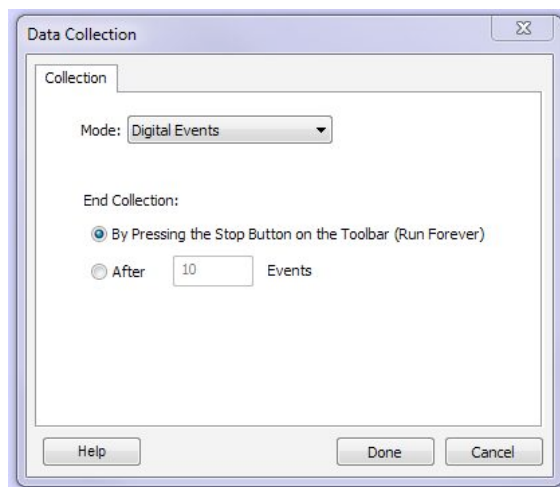 Data Collection
Collection
Mode: Digital Events
End Collection:
By Pressing the Stop Button on the Toolbar (Run Forever)
After 10 Events
Help Done Cancel